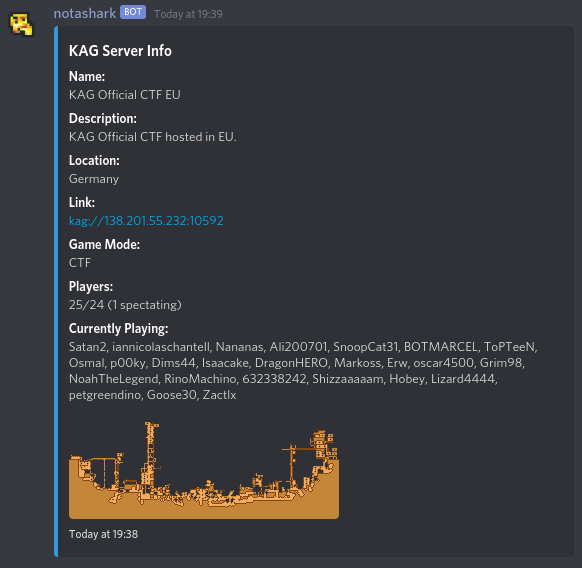 notashark BOT Today at 19:39
KAG Server Info
Name:
KAG Official CTF EU
Description:
KAG Official CTF hosted in EU.
Location:
Germany
Link:
kag://138.201.55.232:10592
Game Mode:
CTF
Players:
25/24 (1 spectating)
Currently Playing:
Satan2, iannicolaschantell, Nananas, Ali200701, SnoopCat31, BOTMARCEL, ToPTeeN,
Osmal, p00ky, Dims44, Isaacake, DragonHERO, Markoss, Erw, oscar4500, Grim98,
NoahTheLegend, RinoMachino, 632338242, Shizzaaaaam, Hobey, Lizard4444,
petgreendino, Goose30, Zactlx
Today at 19:38